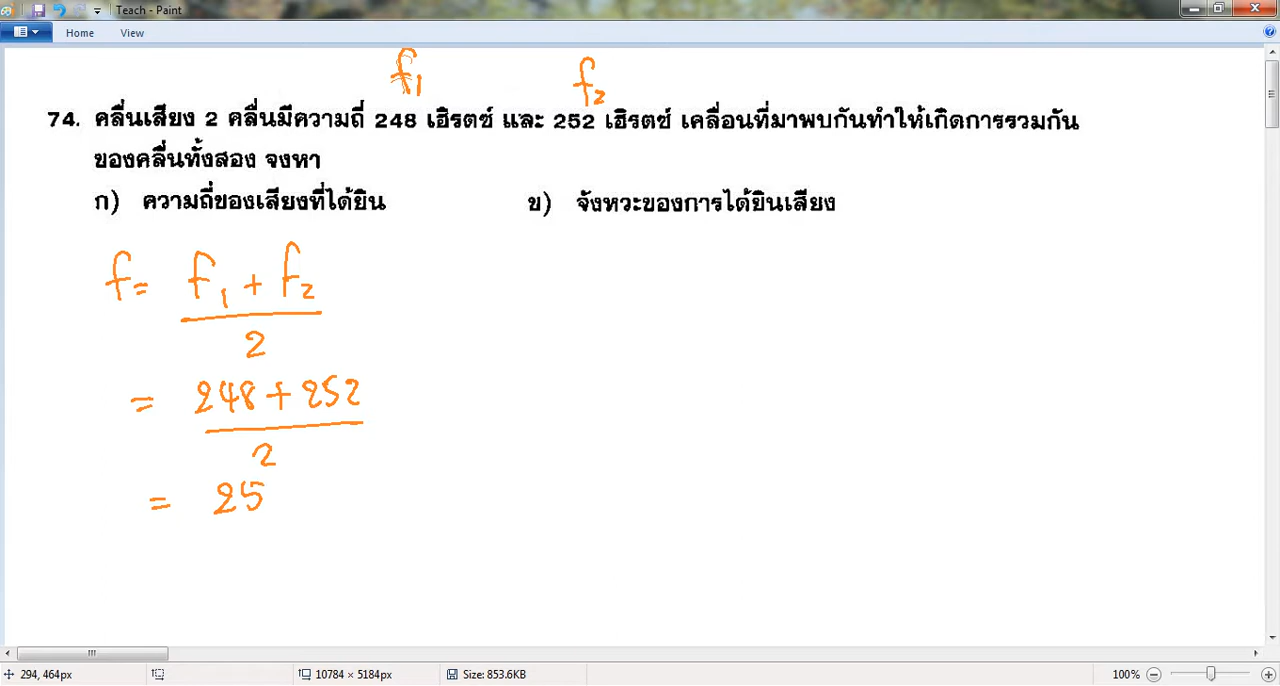 Teach - Paint
Home View
f₁ f₂
74. คลื่นเสียง 2 คลื่นมีความถี่ 248 เฮิรตซ์ และ 252 เฮิรตซ์ เคลื่อนที่มาพบกันทำให้เกิดการรวมกัน
ของคลื่นทั้งสอง จงหา
ก) ความถี่ของเสียงที่ได้ยิน ข) จังหวะของการได้ยินเสียง
f = f₁ + f₂
2
= 248 + 252
2
= 25
294, 464px 10784 × 5184px Size: 853.6KB 100%